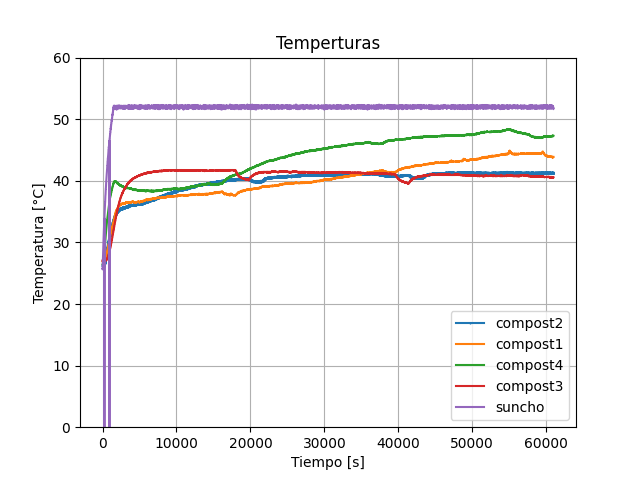 Temperturas
60
50
40
30
20
10
0
Temperatura [°C]
0 10000 20000 30000 40000 50000 60000
Tiempo [s]
compost2
compost1
compost4
compost3
suncho